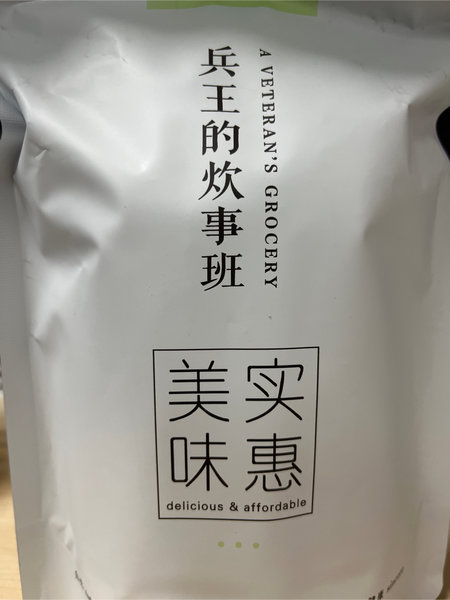 兵王的炊事班
A VETERAN'S GROCERY
实惠
美味
delicious & affordable